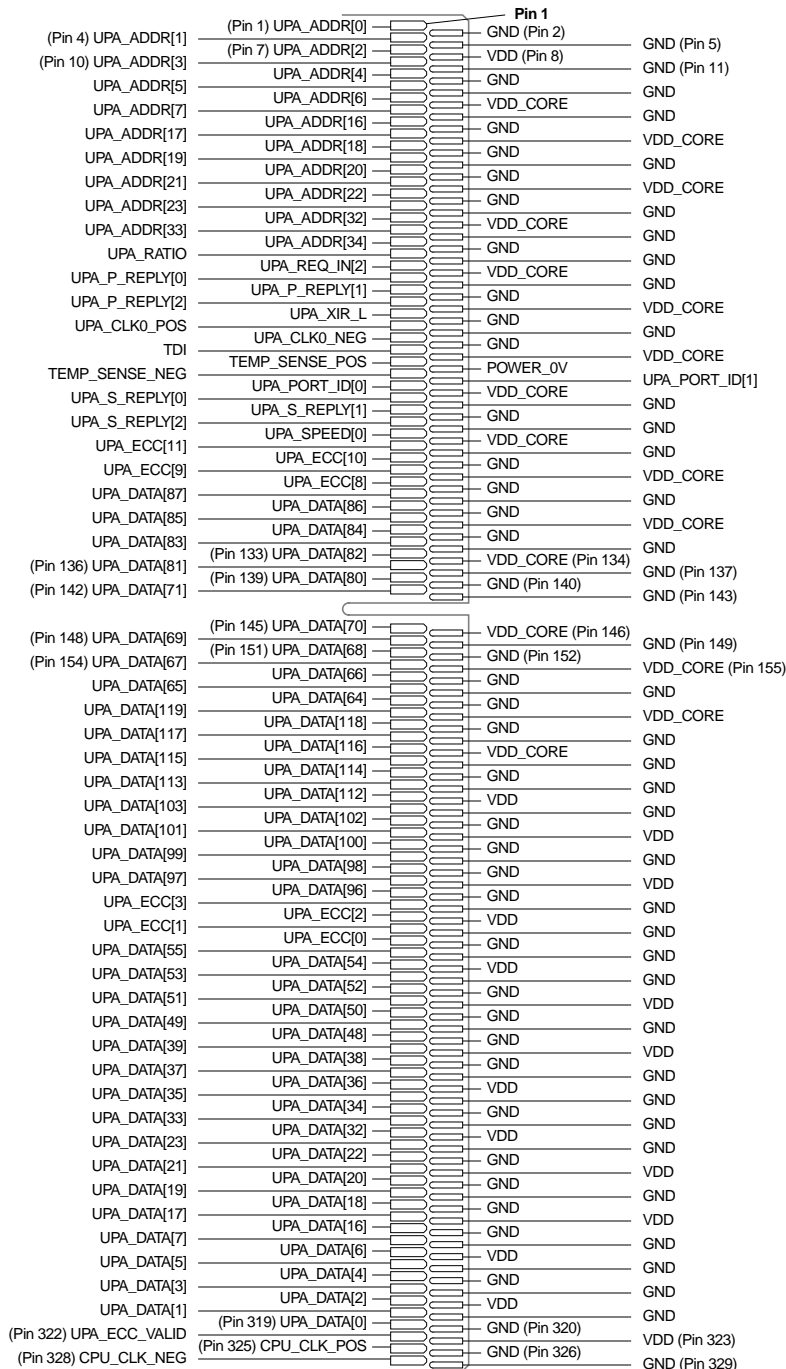 Pin 1
(Pin 1) UPA_ADDR[0] GND (Pin 2)
(Pin 4) UPA_ADDR[1] GND (Pin 5)
(Pin 7) UPA_ADDR[2] VDD (Pin 8)
(Pin 10) UPA_ADDR[3] GND (Pin 11)
UPA_ADDR[4] GND
UPA_ADDR[5] GND
UPA_ADDR[6] VDD_CORE
UPA_ADDR[7] GND
UPA_ADDR[16] GND
UPA_ADDR[17] VDD_CORE
UPA_ADDR[18] GND
UPA_ADDR[19] GND
UPA_ADDR[20] GND
UPA_ADDR[21] VDD_CORE
UPA_ADDR[22] GND
UPA_ADDR[23] GND
UPA_ADDR[32] VDD_CORE
UPA_ADDR[33] GND
UPA_ADDR[34] GND
UPA_RATIO GND
UPA_REQ_IN[2] VDD_CORE
UPA_P_REPLY[0] GND
UPA_P_REPLY[1] GND
UPA_P_REPLY[2] VDD_CORE
UPA_XIR_L GND
UPA_CLK0_POS GND
UPA_CLK0_NEG GND
TDI VDD_CORE
TEMP_SENSE_POS POWER_0V
TEMP_SENSE_NEG UPA_PORT_ID[1]
UPA_PORT_ID[0] VDD_CORE
UPA_S_REPLY[0] GND
UPA_S_REPLY[1] GND
UPA_S_REPLY[2] GND
UPA_SPEED[0] VDD_CORE
UPA_ECC[11] GND
UPA_ECC[10] GND
UPA_ECC[9] VDD_CORE
UPA_ECC[8] GND
UPA_DATA[87] GND
UPA_DATA[86] GND
UPA_DATA[85] VDD_CORE
UPA_DATA[84] GND
UPA_DATA[83] GND
(Pin 133) UPA_DATA[82] VDD_CORE (Pin 134)
(Pin 136) UPA_DATA[81] GND (Pin 137)
(Pin 139) UPA_DATA[80] GND (Pin 140)
(Pin 142) UPA_DATA[71] GND (Pin 143)
(Pin 145) UPA_DATA[70] VDD_CORE (Pin 146)
(Pin 148) UPA_DATA[69] GND (Pin 149)
(Pin 151) UPA_DATA[68] GND (Pin 152)
(Pin 154) UPA_DATA[67] VDD_CORE (Pin 155)
UPA_DATA[66] GND
UPA_DATA[65] GND
UPA_DATA[64] GND
UPA_DATA[119] VDD_CORE
UPA_DATA[118] GND
UPA_DATA[117] GND
UPA_DATA[116] VDD_CORE
UPA_DATA[115] GND
UPA_DATA[114] GND
UPA_DATA[113] GND
UPA_DATA[112] VDD
UPA_DATA[103] GND
UPA_DATA[102] GND
UPA_DATA[101] VDD
UPA_DATA[100] GND
UPA_DATA[99] GND
UPA_DATA[98] GND
UPA_DATA[97] VDD
UPA_DATA[96] GND
UPA_ECC[3] GND
UPA_ECC[2] VDD
UPA_ECC[1] GND
UPA_ECC[0] GND
UPA_DATA[55] GND
UPA_DATA[54] VDD
UPA_DATA[53] GND
UPA_DATA[52] GND
UPA_DATA[51] VDD
UPA_DATA[50] GND
UPA_DATA[49] GND
UPA_DATA[48] GND
UPA_DATA[39] VDD
UPA_DATA[38] GND
UPA_DATA[37] GND
UPA_DATA[36] VDD
UPA_DATA[35] GND
UPA_DATA[34] GND
UPA_DATA[33] GND
UPA_DATA[32] VDD
UPA_DATA[23] GND
UPA_DATA[22] GND
UPA_DATA[21] VDD
UPA_DATA[20] GND
UPA_DATA[19] GND
UPA_DATA[18] GND
UPA_DATA[17] VDD
UPA_DATA[16] GND
UPA_DATA[7] GND
UPA_DATA[6] VDD
UPA_DATA[5] GND
UPA_DATA[4] GND
UPA_DATA[3] GND
UPA_DATA[2] VDD
UPA_DATA[1] GND
(Pin 319) UPA_DATA[0] GND (Pin 320)
(Pin 322) UPA_ECC_VALID VDD (Pin 323)
(Pin 325) CPU_CLK_POS GND (Pin 326)
(Pin 328) CPU_CLK_NEG GND (Pin 329)